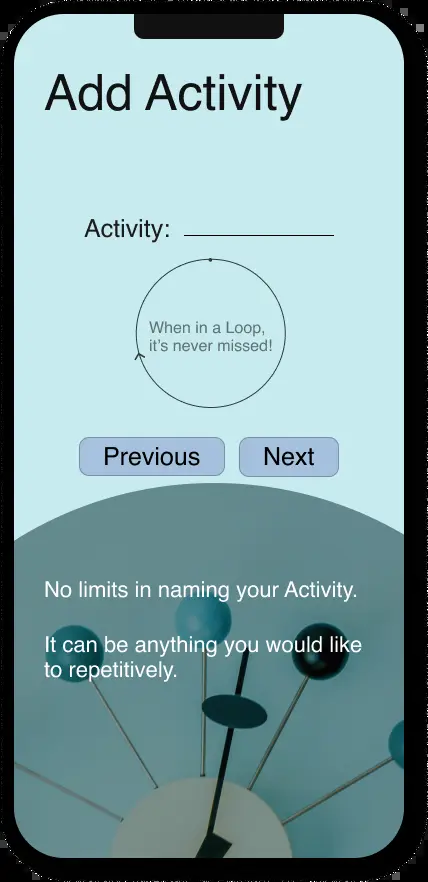 Add Activity
Activity:
When in a Loop,
it's never missed!
Previous
Next
No limits in naming your Activity.
It can be anything you would like
to repetitively.